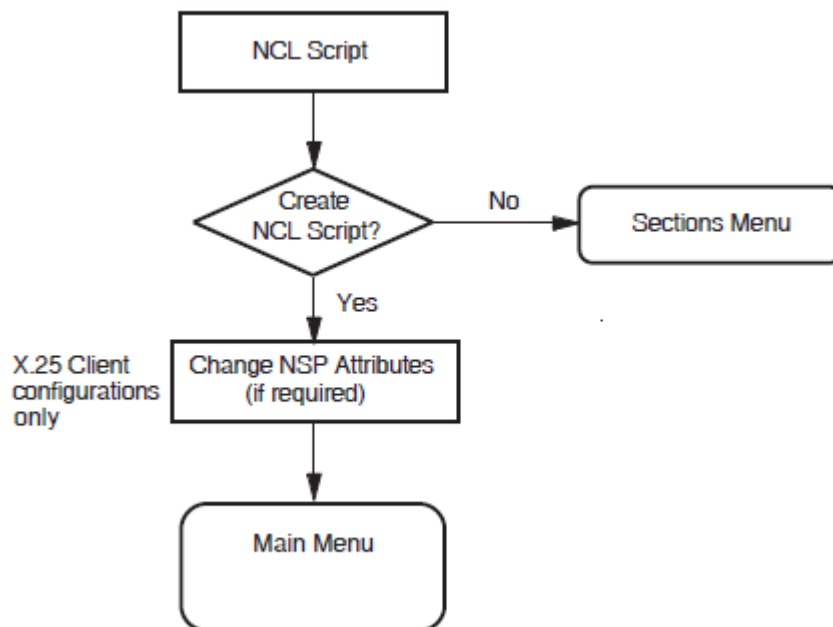 NCL Script
Create
NCL Script?
No
Sections Menu
Yes
X.25 Client
configurations
only
Change NSP Attributes
(if required)
Main Menu